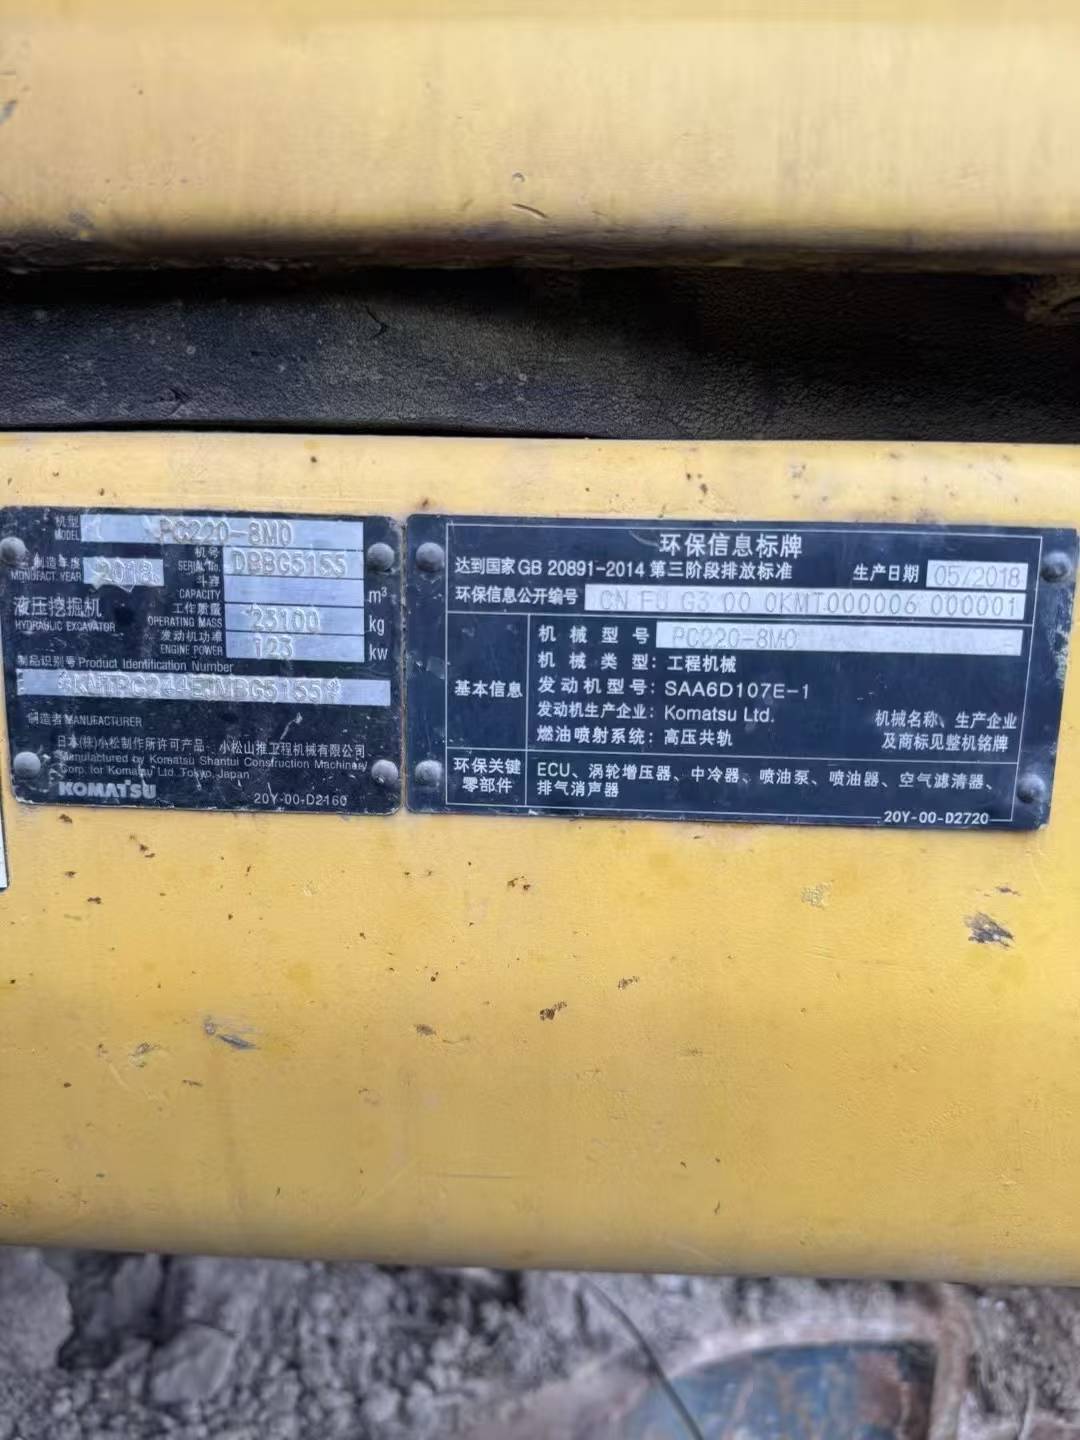 机型 MODEL PC220-8M0
制造年度 MANUFACT. YEAR 2018
机号 SERIAL No. DBBG5155
斗容 CAPACITY m³
液压挖掘机 HYDRAULIC EXCAVATOR
工作质量 OPERATING MASS 23100 kg
发动机功率 ENGINE POWER 123 kw
制品识别号 Product Identification Number
制造者 MANUFACTURER
日本(株)小松制作所许可产品 小松山推工程机械有限公司
Manufactured by Komatsu Shantui Construction Machinery
Corp. for Komatsu Ltd. Tokyo, Japan
KOMATSU
20Y-00-D2160
环保信息标牌
达到国家GB 20891-2014 第三阶段排放标准 生产日期 05/2018
环保信息公开编号 CN FU G3 00 0KMT000006 000001
基本信息
机械型号 PC220-8M0
机械类型: 工程机械
发动机型号: SAA6D107E-1
发动机生产企业: Komatsu Ltd.
燃油喷射系统: 高压共轨
机械名称、生产企业
及商标见整机铭牌
环保关键
零部件
ECU、涡轮增压器、中冷器、喷油泵、喷油器、空气滤清器、
排气消声器
20Y-00-D2720